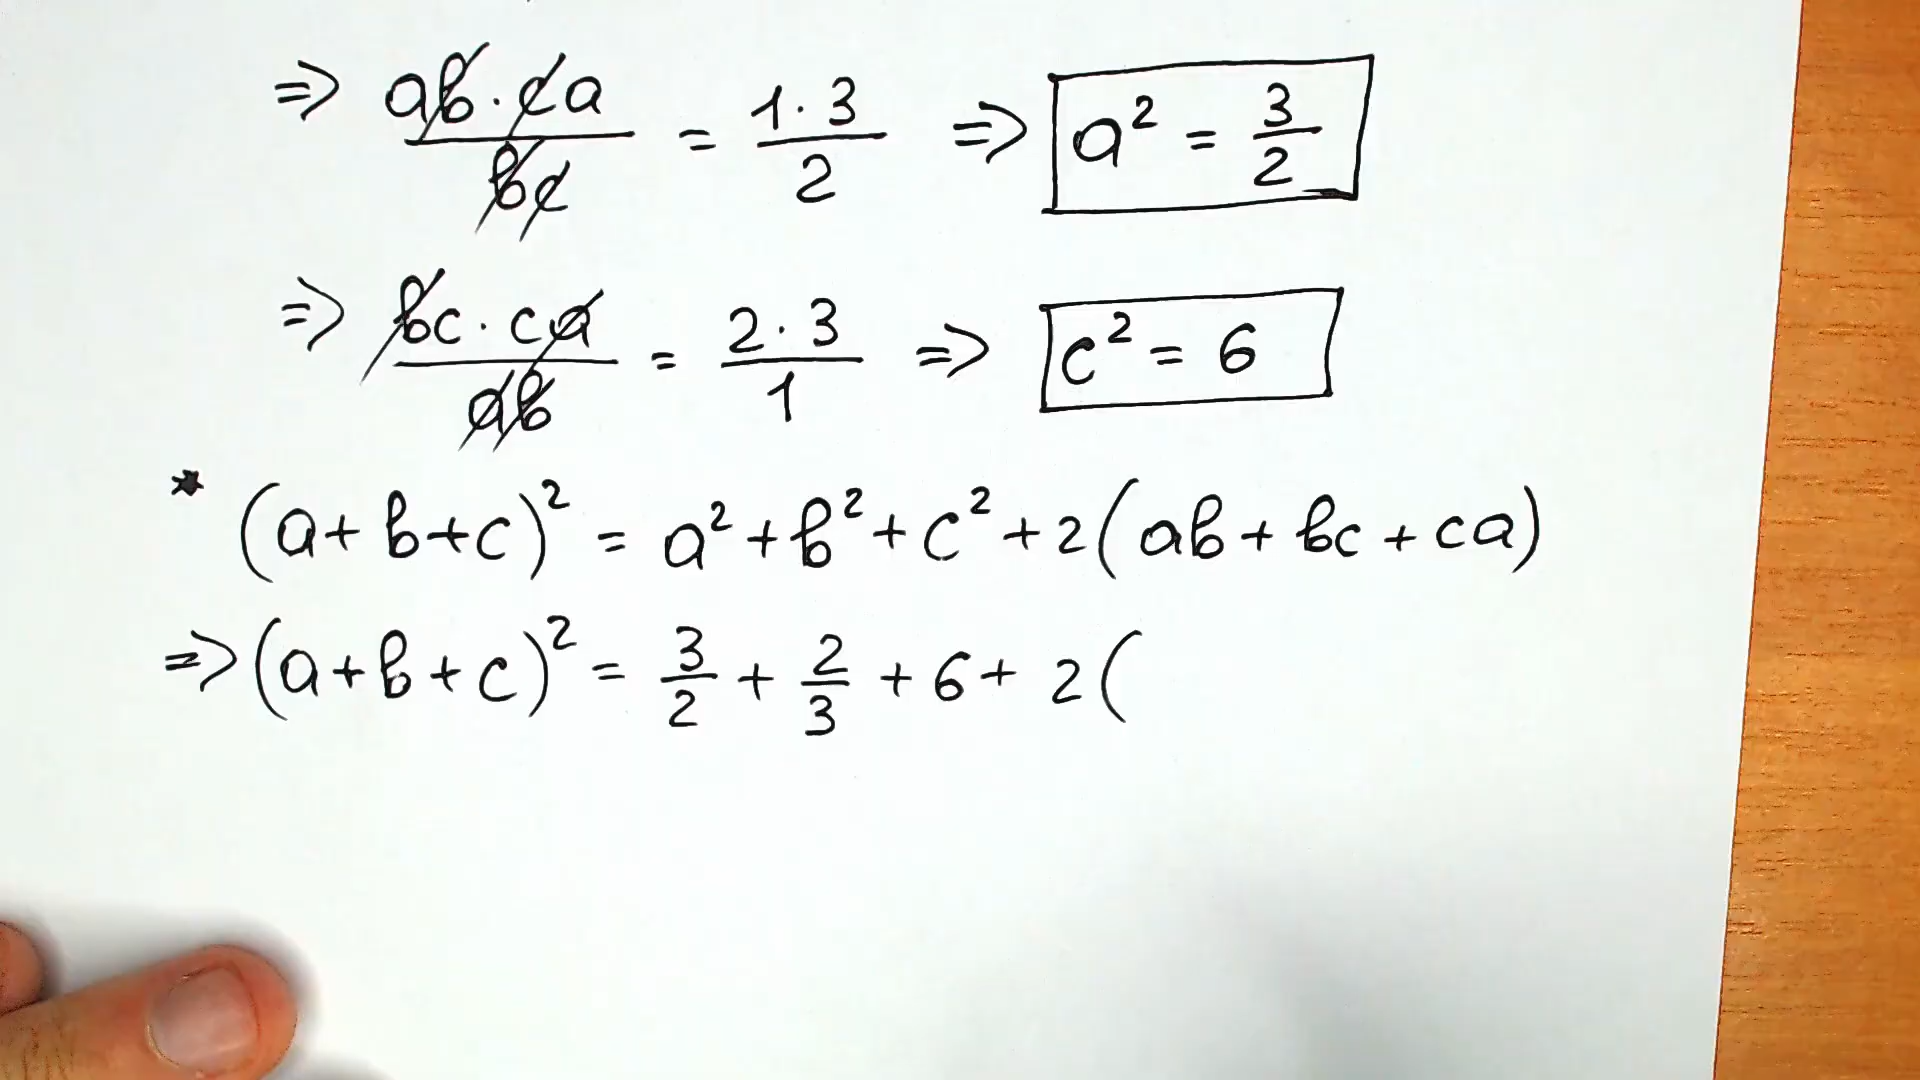 => ab · ca / bc = 1 · 3 / 2 => a² = 3/2
=> bc · ca / ab = 2 · 3 / 1 => c² = 6
* (a+b+c)² = a² + b² + c² + 2(ab + bc + ca)
=> (a+b+c)² = 3/2 + 2/3 + 6 + 2(